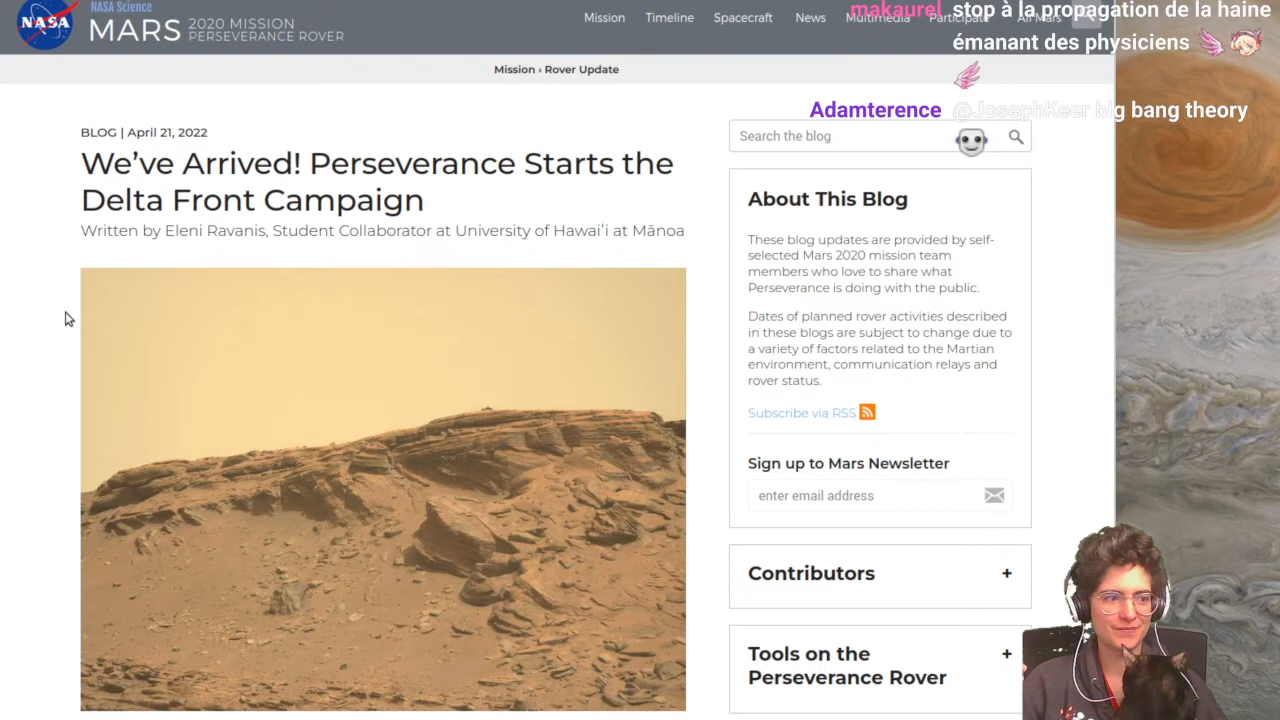 NASA Science
NASA
MARS
2020 MISSION
PERSEVERANCE ROVER
Mission
Timeline
Spacecraft
News
Multimedia
Participate
All Mars
makaurel stop à la propagation de la haine
émanant des physiciens
Mission › Rover Update
Adamterence @JosephKeer big bang theory
BLOG | April 21, 2022
We’ve Arrived! Perseverance Starts the
Delta Front Campaign
Written by Eleni Ravanis, Student Collaborator at University of Hawaiʻi at Mānoa
Search the blog
About This Blog
These blog updates are provided by self-
selected Mars 2020 mission team
members who love to share what
Perseverance is doing with the public.
Dates of planned rover activities described
in these blogs are subject to change due to
a variety of factors related to the Martian
environment, communication relays and
rover status.
Subscribe via RSS
Sign up to Mars Newsletter
enter email address
Contributors +
Tools on the +
Perseverance Rover